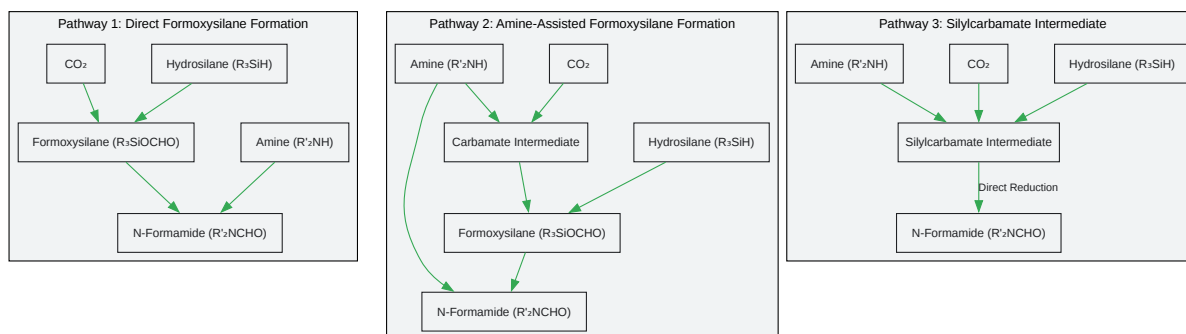 Pathway 1: Direct Formoxysilane Formation
CO₂
Hydrosilane (R₃SiH)
Formoxysilane (R₃SiOCHO)
Amine (R'₂NH)
N-Formamide (R'₂NCHO)
Pathway 2: Amine-Assisted Formoxysilane Formation
Amine (R'₂NH)
CO₂
Carbamate Intermediate
Hydrosilane (R₃SiH)
Formoxysilane (R₃SiOCHO)
N-Formamide (R'₂NCHO)
Pathway 3: Silylcarbamate Intermediate
Amine (R'₂NH)
CO₂
Hydrosilane (R₃SiH)
Silylcarbamate Intermediate
Direct Reduction
N-Formamide (R'₂NCHO)